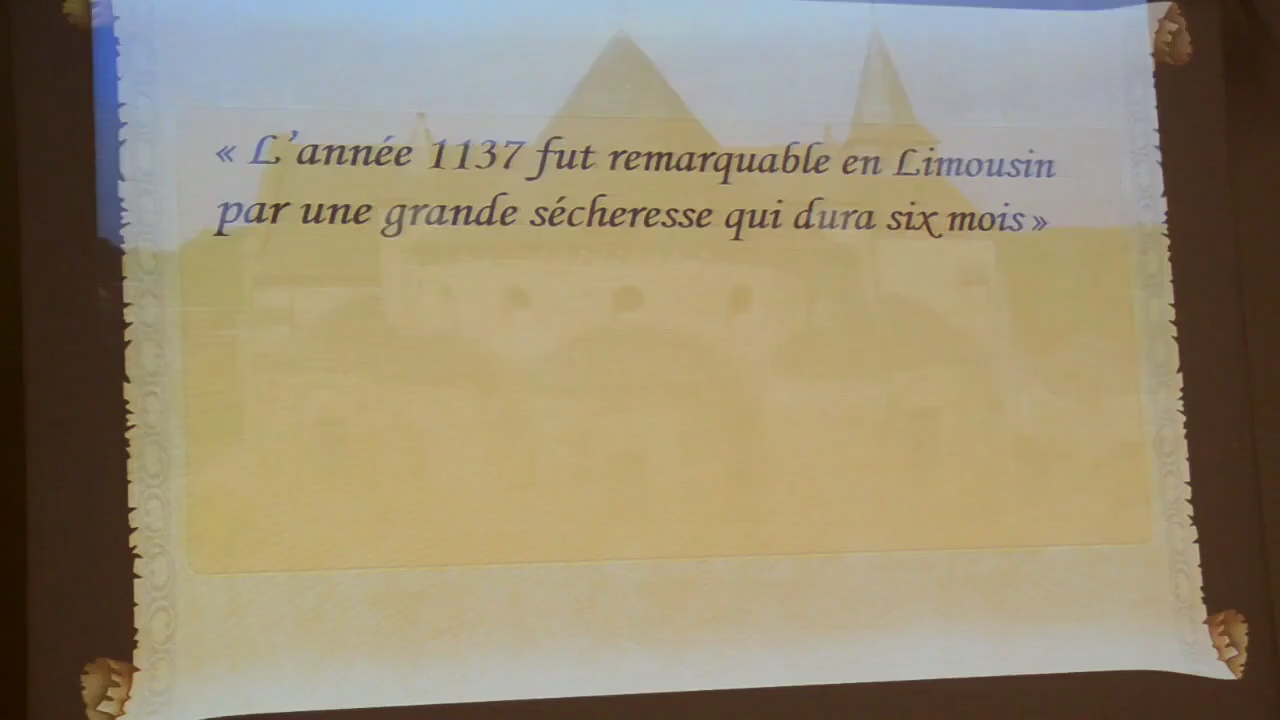 « L'année 1137 fut remarquable en Limousin
par une grande sécheresse qui dura six mois »